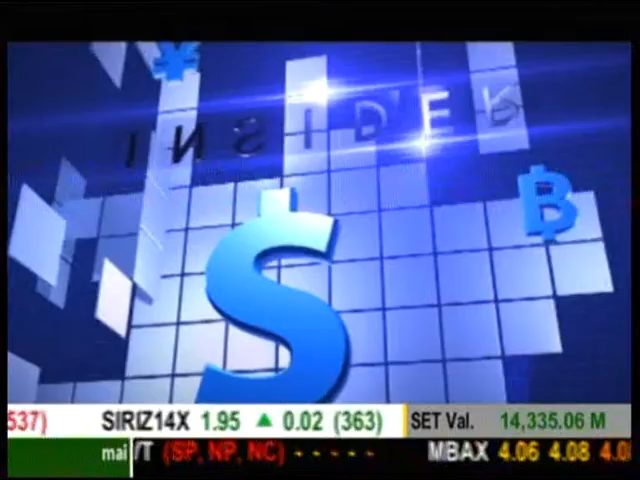 ¥
INSIDER
$
฿
537) SIRIZ14X 1.95 ▲ 0.02 (363) SET Val. 14,335.06 M
mai /T (SP, NP, NC) - - - - - MBAX 4.06 4.08